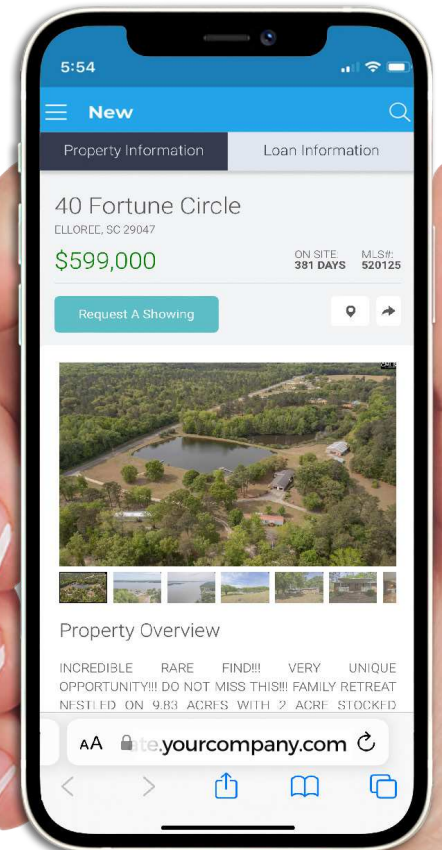 5:54
New
Property Information
Loan Information
40 Fortune Circle
ELLOREE, SC 29047
$599,000
ON SITE: MLS#:
381 DAYS 520125
Request A Showing
Property Overview
INCREDIBLE RARE FIND!!! VERY UNIQUE
OPPORTUNITY!!! DO NOT MISS THIS!!! FAMILY RETREAT
NESTLED ON 9.83 ACRES WITH 2 ACRE STOCKED
AA .yourcompany.com